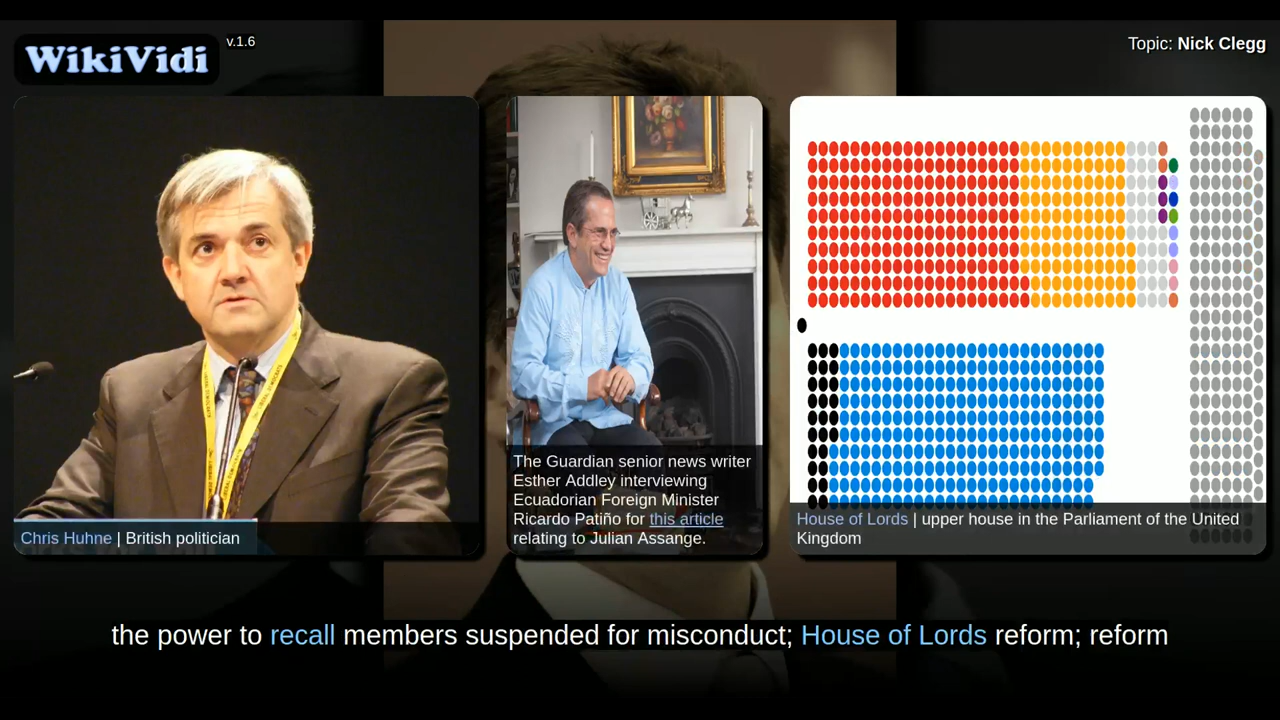 WikiVidi
v.1.6
Topic: Nick Clegg
Chris Huhne | British politician
The Guardian senior news writer
Esther Addley interviewing
Ecuadorian Foreign Minister
Ricardo Patiño for this article
relating to Julian Assange.
House of Lords | upper house in the Parliament of the United
Kingdom
the power to recall members suspended for misconduct; House of Lords reform; reform